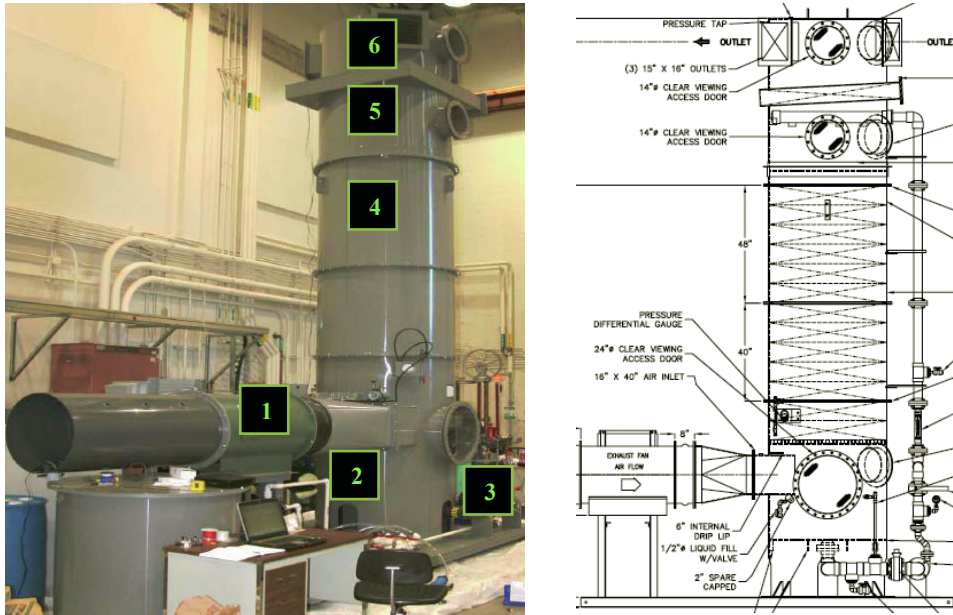 6
5
4
1
2
3
PRESSURE TAP
OUTLET
OUTLE
(3) 15" X 16" OUTLETS
14"ø CLEAR VIEWING
ACCESS DOOR
14"ø CLEAR VIEWING
ACCESS DOOR
48"
PRESSURE
DIFFERENTIAL GAUGE
24"ø CLEAR VIEWING
ACCESS DOOR
40"
16" X 40" AIR INLET
8"
EXHAUST FAN
AIR FLOW
6" INTERNAL
DRIP LIP
1/2"ø LIQUID FILL
W/VALVE
2" SPARE
CAPPED